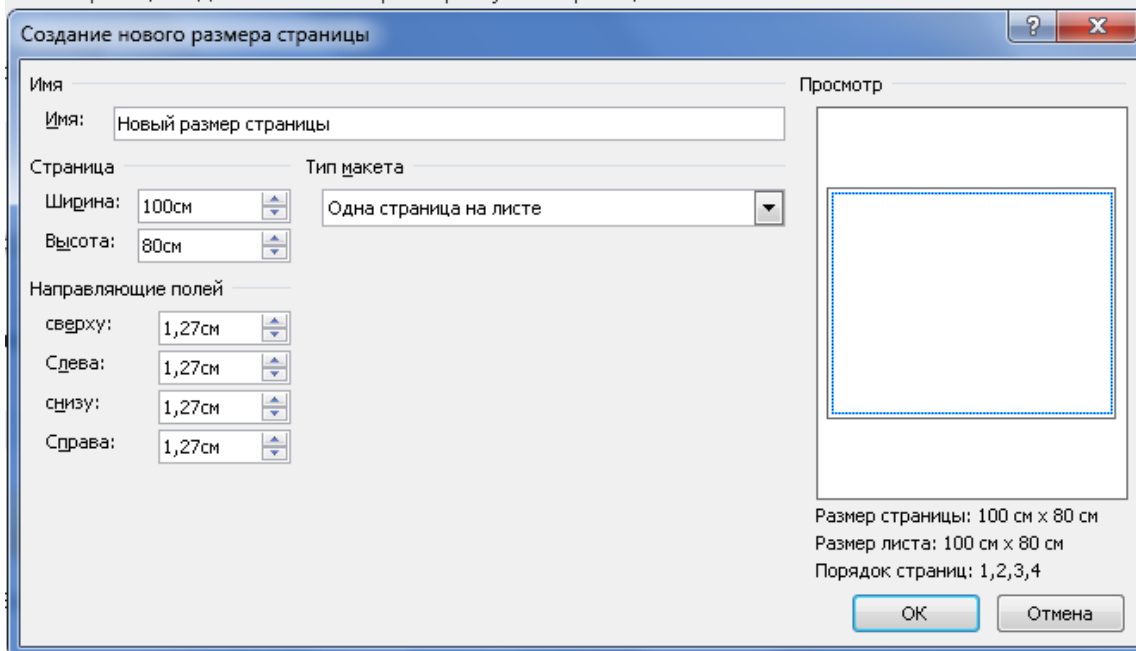 Создание нового размера страницы
Имя
Имя: Новый размер страницы
Страница
Ширина: 100см
Высота: 80см
Тип макета
Одна страница на листе
Направляющие полей
сверху: 1,27см
Слева: 1,27см
снизу: 1,27см
Справа: 1,27см
Просмотр
Размер страницы: 100 см x 80 см
Размер листа: 100 см x 80 см
Порядок страниц: 1,2,3,4
ОК
Отмена